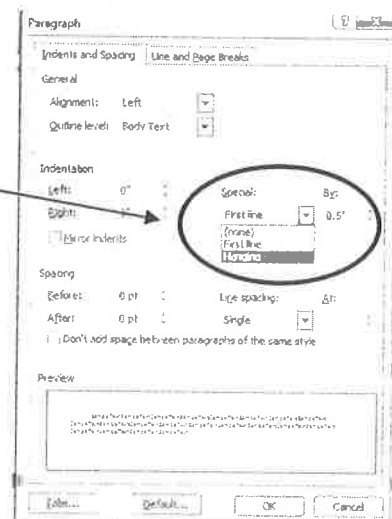 Paragraph
Indents and Spacing Line and Page Breaks
General
Alignment: Left
Outline level: Body Text
Indentation
Left: 0"
Right:
Special: By:
First line 0.5"
(none)
First line
Hanging
Mirror indents
Spacing
Before: 0 pt
After: 0 pt
Line spacing: At:
Single
Don't add space between paragraphs of the same style
Preview
Tabs... Default... OK Cancel